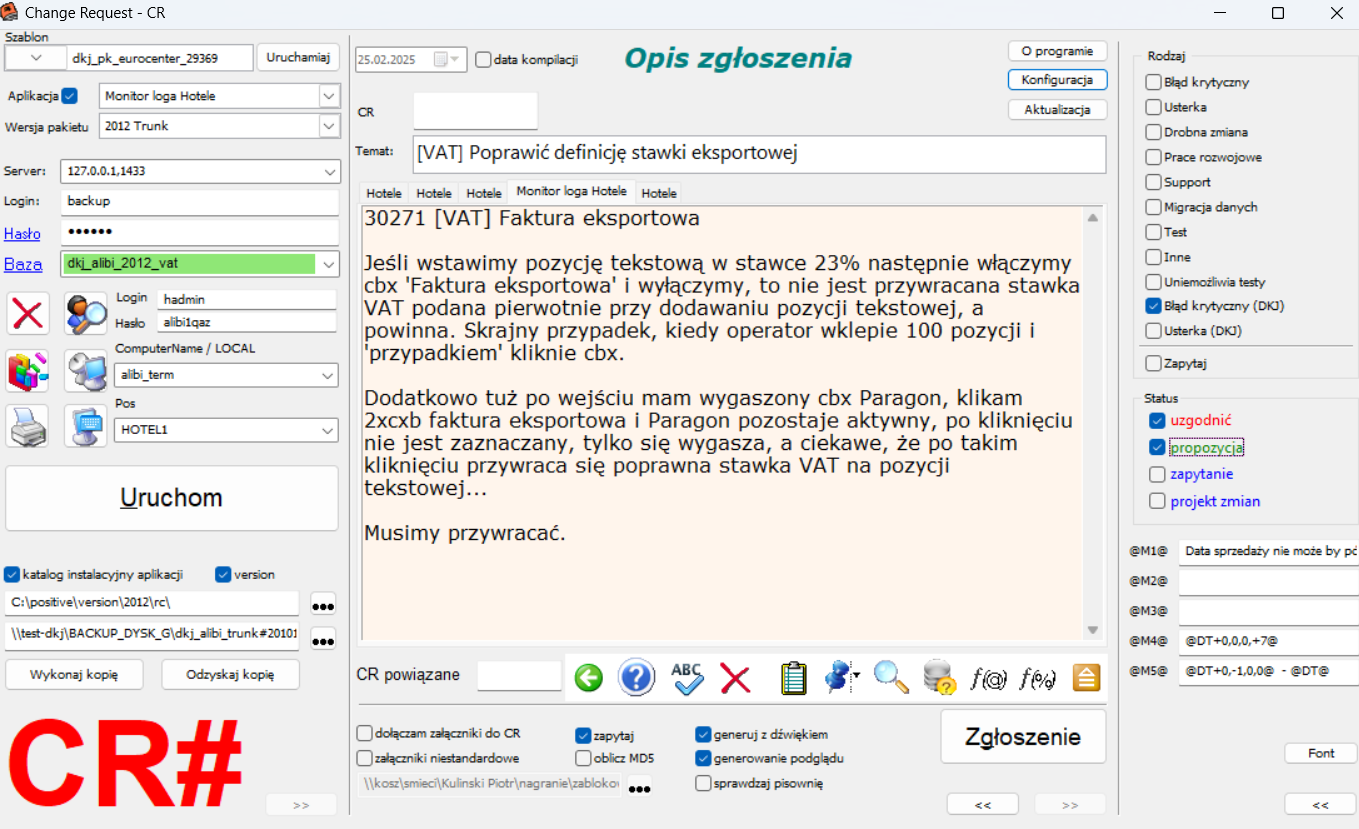 Change Request - CR
Szablon
dkj_pk_eurocenter_29369
Uruchamiaj
Aplikacja
Monitor loga Hotele
Wersja pakietu
2012 Trunk
Server:
127.0.0.1,1433
Login:
backup
Hasło
••••••
Baza
dkj_alibi_2012_vat
Login
hadmin
Hasło
alibi1qaz
ComputerName / LOCAL
alibi_term
Pos
HOTEL1
Uruchom
katalog instalacyjny aplikacji
version
C:\positive\version\2012\rc\
\\test-dkj\BACKUP_DYSK_G\dkj_alibi_trunk#20101
Wykonaj kopię
Odzyskaj kopię
CR#
>>
25.02.2025
data kompilacji
Opis zgłoszenia
O programie
Konfiguracja
Aktualizacja
CR
Temat:
[VAT] Poprawić definicję stawki eksportowej
Hotele
Hotele
Hotele
Monitor loga Hotele
Hotele
30271 [VAT] Faktura eksportowa
Jeśli wstawimy pozycję tekstową w stawce 23% następnie włączymy
cbx 'Faktura eksportowa' i wyłączymy, to nie jest przywracana stawka
VAT podana pierwotnie przy dodawaniu pozycji tekstowej, a
powinna. Skrajny przypadek, kiedy operator wklepie 100 pozycji i
'przypadkiem' kliknie cbx.
Dodatkowo tuż po wejściu mam wygaszony cbx Paragon, klikam
2xcxb faktura eksportowa i Paragon pozostaje aktywny, po kliknięciu
nie jest zaznaczany, tylko się wygasza, a ciekawe, że po takim
kliknięciu przywraca się poprawna stawka VAT na pozycji
tekstowej...
Musimy przywracać.
CR powiązane
ABC
f(@)
f(%)
dołączam załączniki do CR
zapytaj
generuj z dźwiękiem
załączniki niestandardowe
oblicz MD5
generowanie podglądu
\\kosz\smieci\Kulinski Piotr\nagranie\zabloko
sprawdzaj pisownię
Zgłoszenie
<<
>>
Rodzaj
Błąd krytyczny
Usterka
Drobna zmiana
Prace rozwojowe
Support
Migracja danych
Test
Inne
Uniemożliwia testy
Błąd krytyczny (DKJ)
Usterka (DKJ)
Zapytaj
Status
uzgodnić
propozycja
zapytanie
projekt zmian
@M1@
Data sprzedaży nie może by
@M2@
@M3@
@M4@
@DT+0,0,0,+7@
@M5@
@DT+0,-1,0,0@ - @DT@
Font
<<